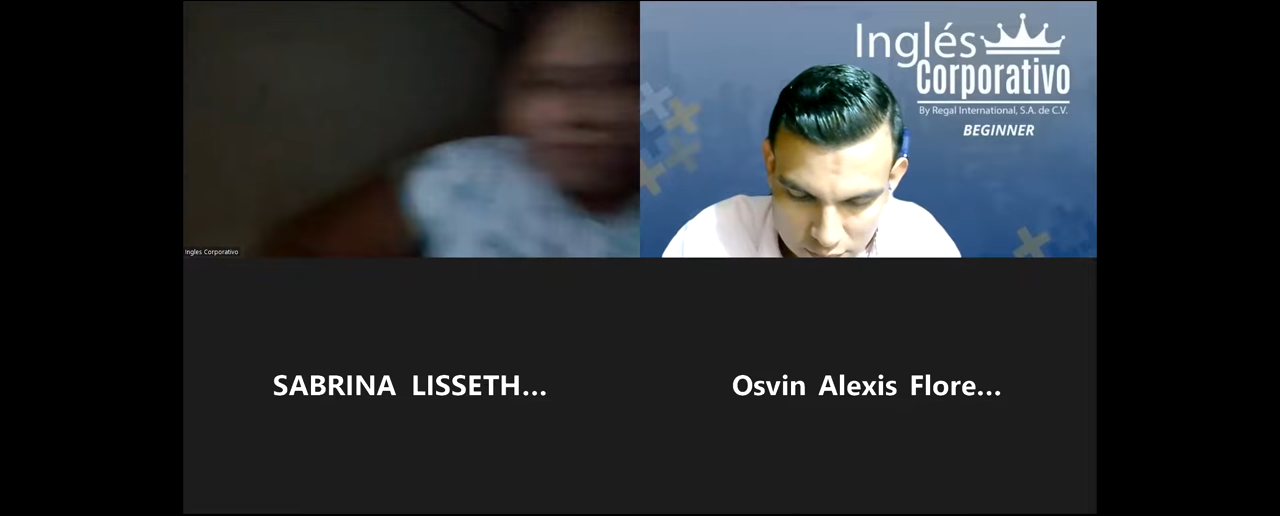 Inglés
Corporativo
By Regal International, S.A. de C.V.
BEGINNER
Ingles Corporativo
SABRINA LISSETH...
Osvin Alexis Flore...